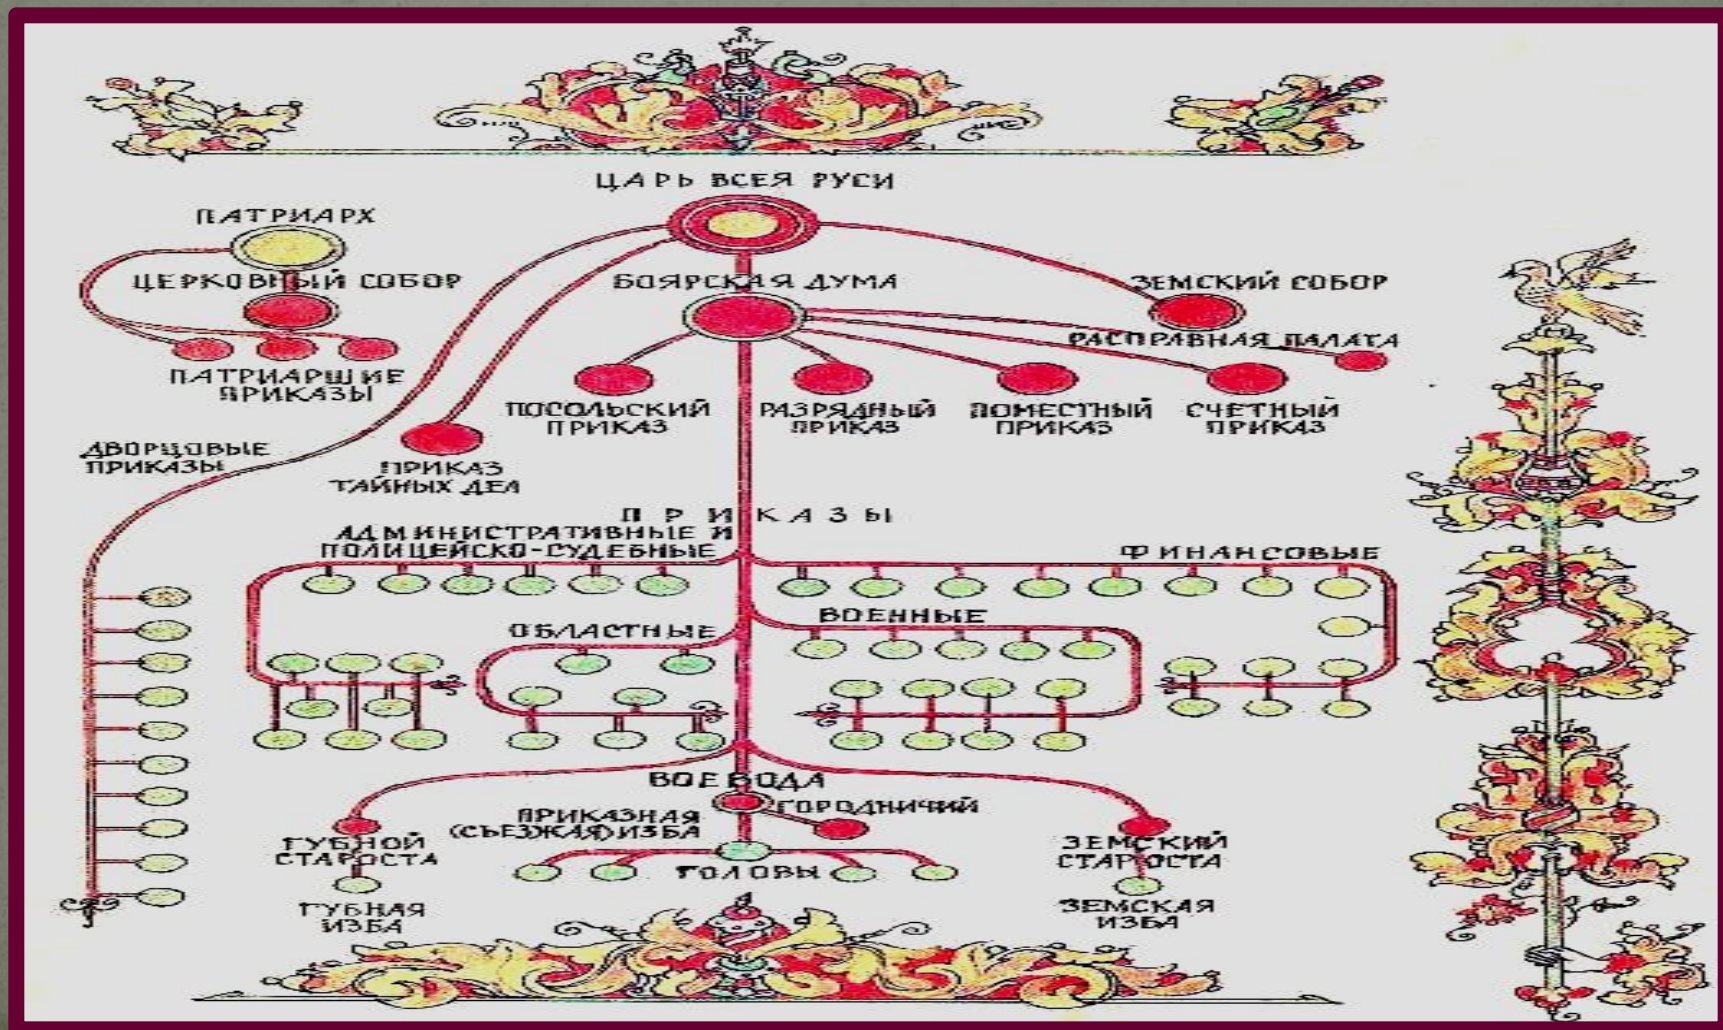 ЦАРЬ ВСЕЯ РУСИ
ПАТРИАРХ
ЦЕРКОВНЫЙ СОБОР
БОЯРСКАЯ ДУМА
ЗЕМСКИЙ СОБОР
РАСПРАВНАЯ ПАЛАТА
ПАТРИАРШИЕ
ПРИКАЗЫ
ПОСОЛЬСКИЙ
ПРИКАЗ
РАЗРЯДНЫЙ
ПРИКАЗ
ПОМЕСТНЫЙ
ПРИКАЗ
СЧЕТНЫЙ
ПРИКАЗ
ДВОРЦОВЫЕ
ПРИКАЗЫ
ПРИКАЗ
ТАЙНЫХ ДЕЛ
ПРИКАЗЫ
АДМИНИСТРАТИВНЫЕ И
ПОЛИЦЕЙСКО-СУДЕБНЫЕ
ФИНАНСОВЫЕ
ОБЛАСТНЫЕ
ВОЕННЫЕ
ВОЕВОДА
ГОРОДНИЧИЙ
ПРИКАЗНАЯ
(СЪЕЗЖАЯ) ИЗБА
ГУБНОЙ
СТАРОСТА
ЗЕМСКИЙ
СТАРОСТА
ГОЛОВЫ
ГУБНАЯ
ИЗБА
ЗЕМСКАЯ
ИЗБА